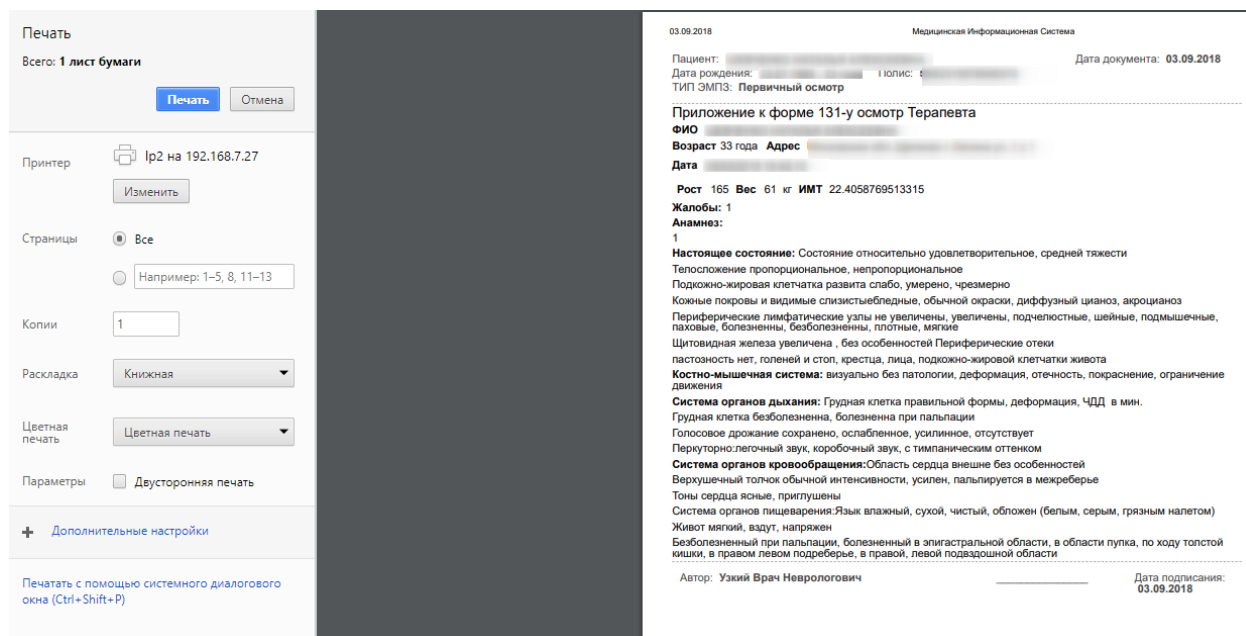 Печать
Всего: 1 лист бумаги
Печать
Отмена
Принтер
lp2 на 192.168.7.27
Изменить
Страницы
Все
Например: 1–5, 8, 11–13
Копии
1
Раскладка
Книжная
Цветная печать
Цветная печать
Параметры
Двусторонняя печать
+ Дополнительные настройки
Печатать с помощью системного диалогового
окна (Ctrl+Shift+P)
03.09.2018 Медицинская Информационная Система
Пациент: Дата документа: 03.09.2018
Дата рождения: Полис:
ТИП ЭМПЗ: Первичный осмотр
Приложение к форме 131-у осмотр Терапевта
ФИО
Возраст 33 года Адрес
Дата
Рост 165 Вес 61 кг ИМТ 22.4058769513315
Жалобы: 1
Анамнез:
1
Настоящее состояние: Состояние относительно удовлетворительное, средней тяжести
Телосложение пропорциональное, непропорциональное
Подкожно-жировая клетчатка развита слабо, умерено, чрезмерно
Кожные покровы и видимые слизистыебледные, обычной окраски, диффузный цианоз, акроцианоз
Периферические лимфатические узлы не увеличены, увеличены, подчелюстные, шейные, подмышечные,
паховые, болезненны, безболезненны, плотные, мягкие
Щитовидная железа увеличена , без особенностей Периферические отеки
пастозность нет, голеней и стоп, крестца, лица, подкожно-жировой клетчатки живота
Костно-мышечная система: визуально без патологии, деформация, отечность, покраснение, ограничение
движения
Система органов дыхания: Грудная клетка правильной формы, деформация, ЧДД в мин.
Грудная клетка безболезненна, болезненна при пальпации
Голосовое дрожание сохранено, ослабленное, усилинное, отсутствует
Перкуторно:легочный звук, коробочный звук, с тимпаническим оттенком
Система органов кровообращения:Область сердца внешне без особенностей
Верхушечный толчок обычной интенсивности, усилен, пальпируется в межреберье
Тоны сердца ясные, приглушены
Система органов пищеварения:Язык влажный, сухой, чистый, обложен (белым, серым, грязным налетом)
Живот мягкий, вздут, напряжен
Безболезненный при пальпации, болезненный в эпигастральной области, в области пупка, по ходу толстой
кишки, в правом левом подреберье, в правой, левой подвздошной области
Автор: Узкий Врач Неврологович Дата подписания:
03.09.2018